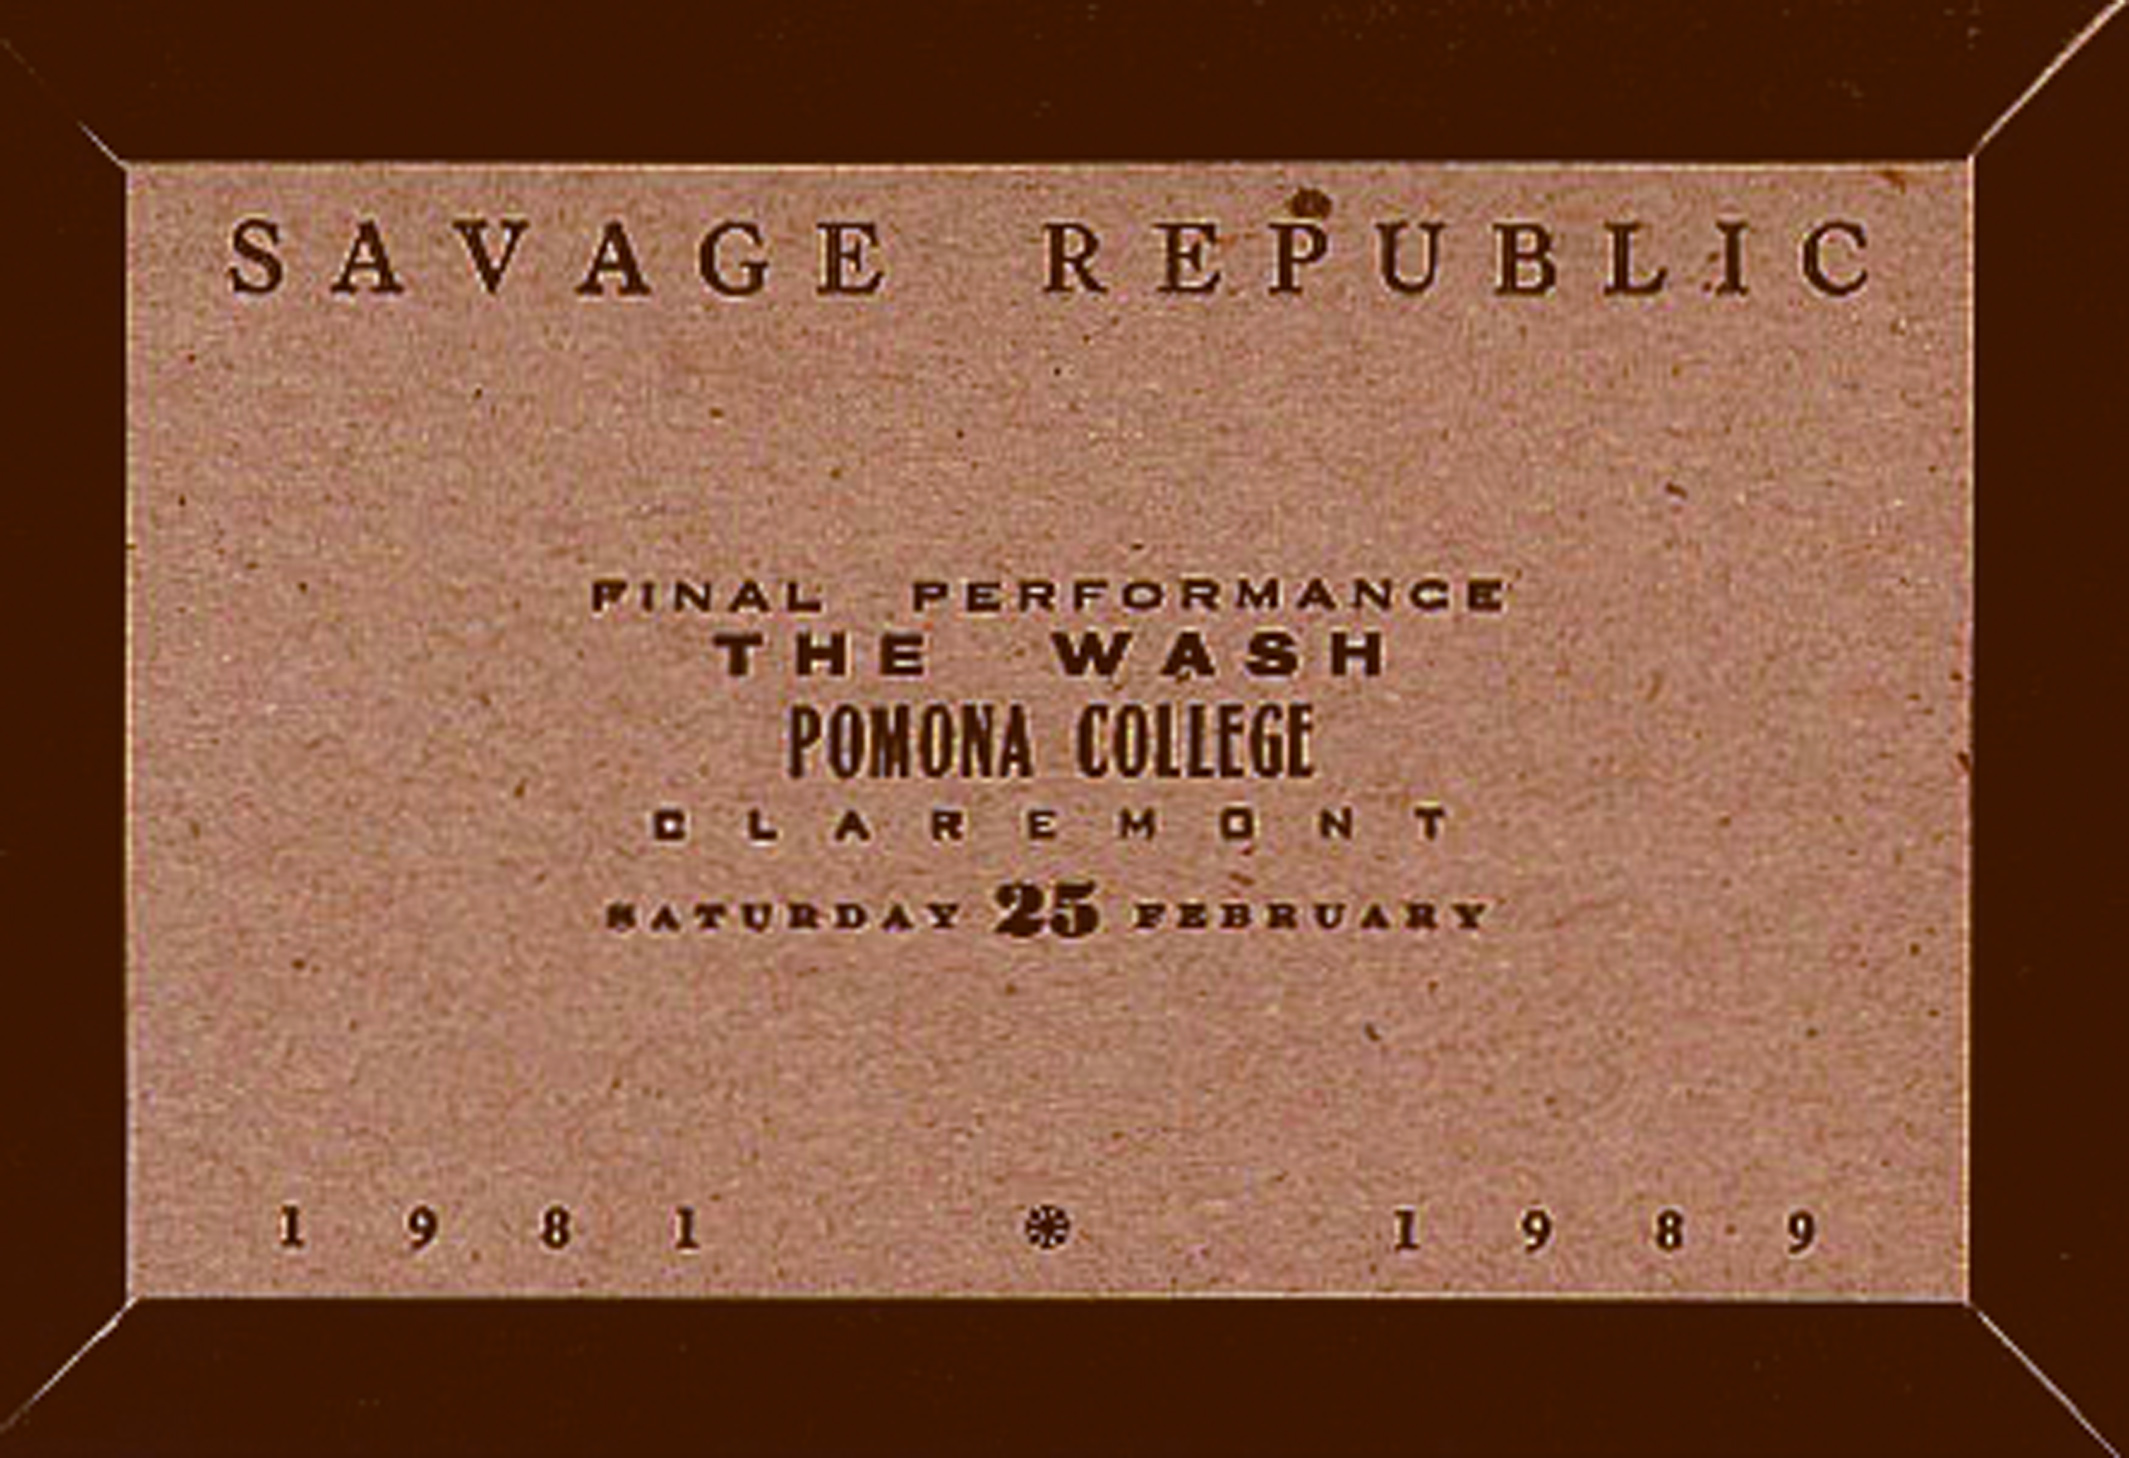 SAVAGE REPUBLIC
FINAL PERFORMANCE
THE WASH
POMONA COLLEGE
CLAREMONT
SATURDAY 25 FEBRUARY
1981 ❋ 1989